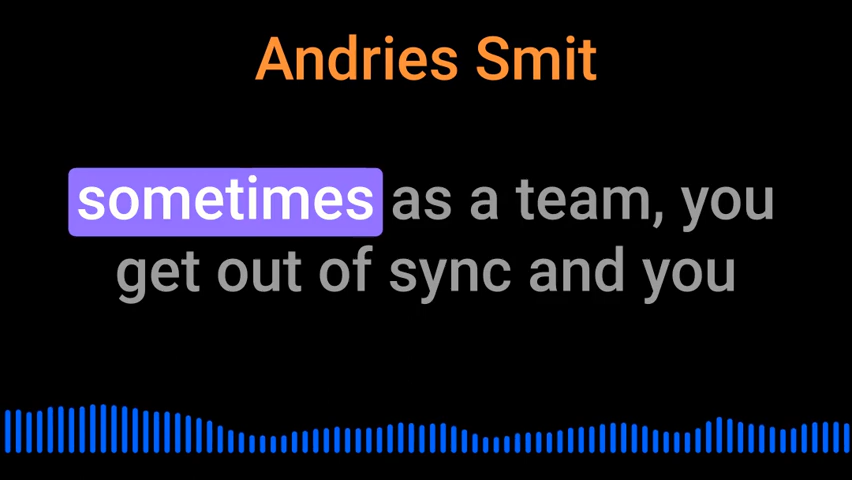 Andries Smit
sometimes as a team, you
get out of sync and you